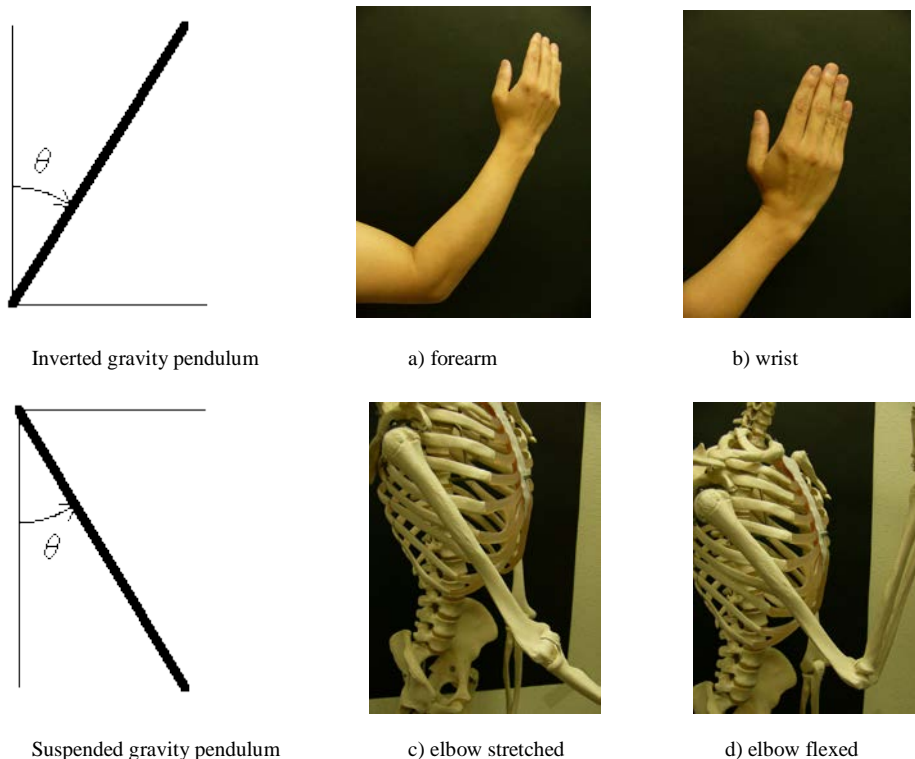 θ
Inverted gravity pendulum a) forearm b) wrist
θ
Suspended gravity pendulum c) elbow stretched d) elbow flexed